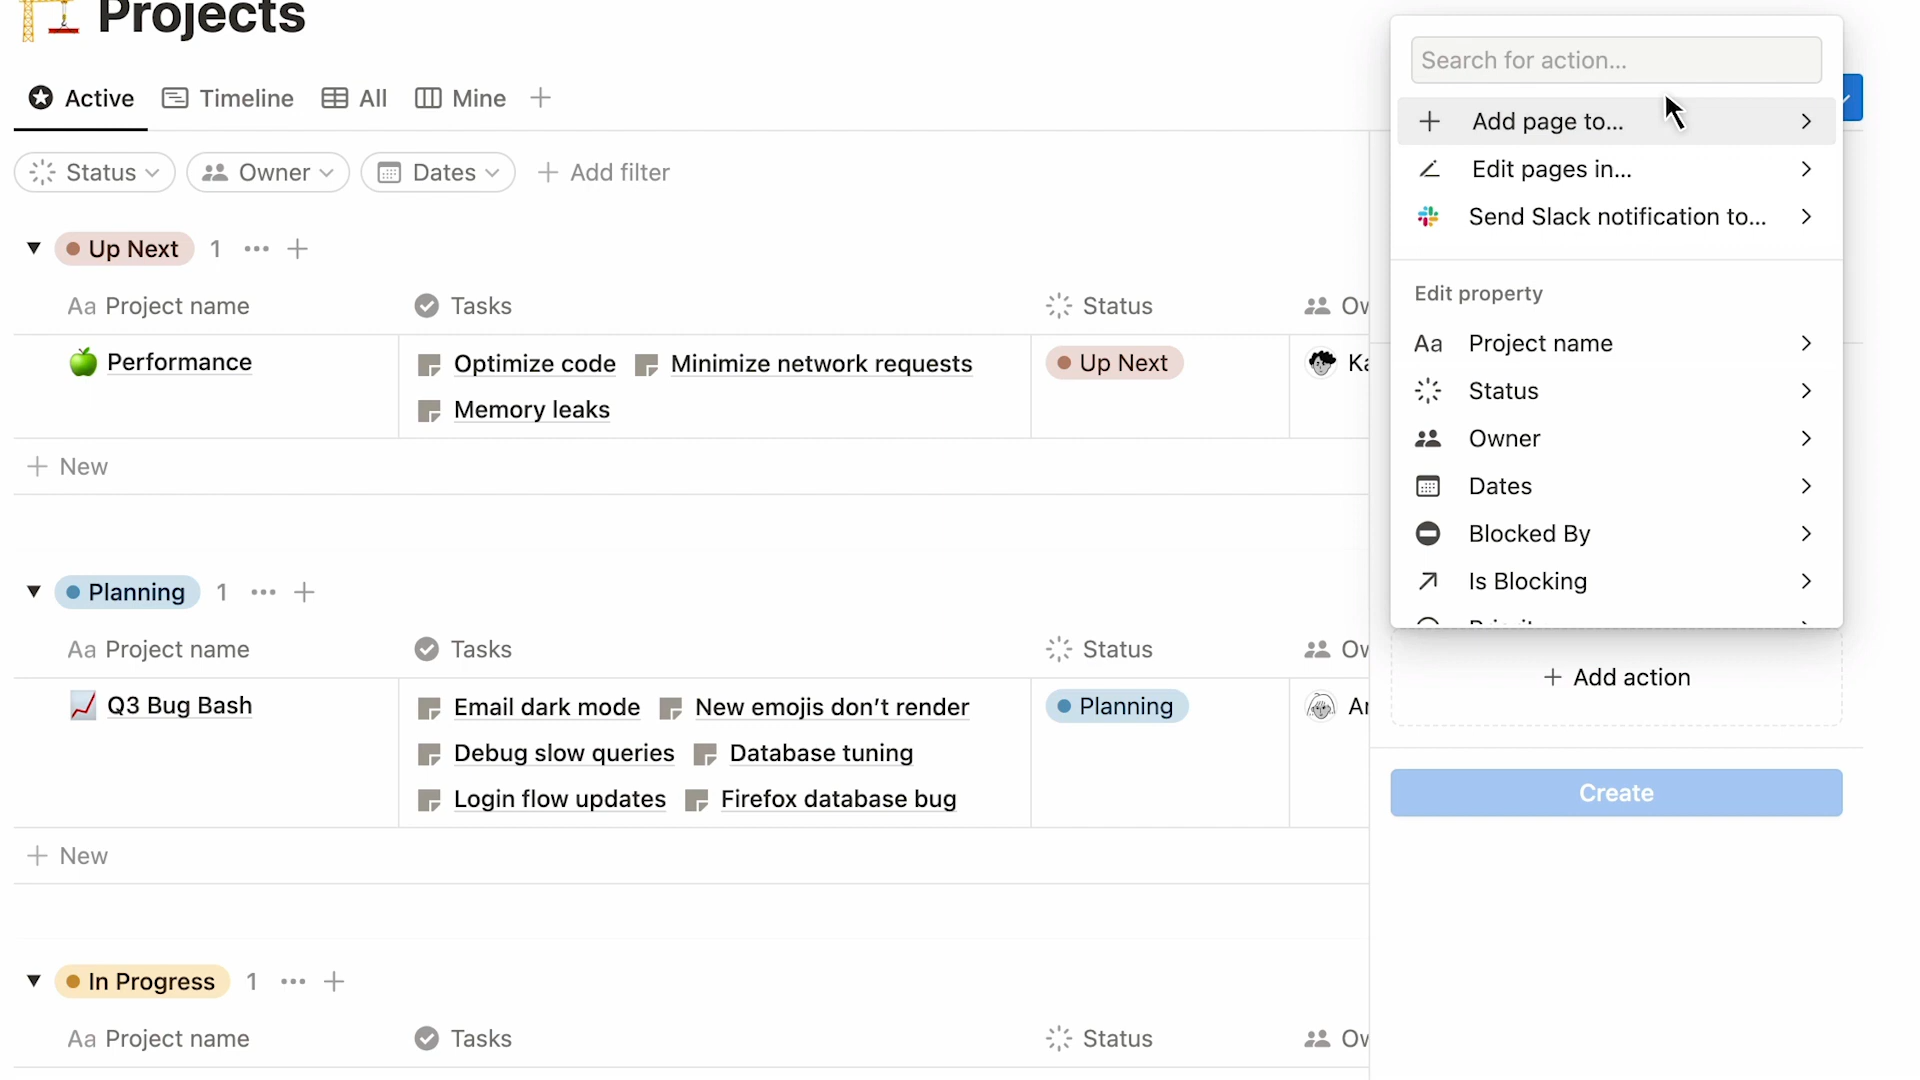 Projects
Active Timeline All Mine
Status Owner Dates Add filter
Up Next 1
Aa Project name Tasks Status
Performance Optimize code Minimize network requests Up Next
Memory leaks
New
Planning 1
Aa Project name Tasks Status
Q3 Bug Bash Email dark mode New emojis don’t render Planning
Debug slow queries Database tuning
Login flow updates Firefox database bug
New
In Progress 1
Aa Project name Tasks Status
Search for action...
Add page to...
Edit pages in...
Send Slack notification to...
Edit property
Aa Project name
Status
Owner
Dates
Blocked By
Is Blocking
Add action
Create